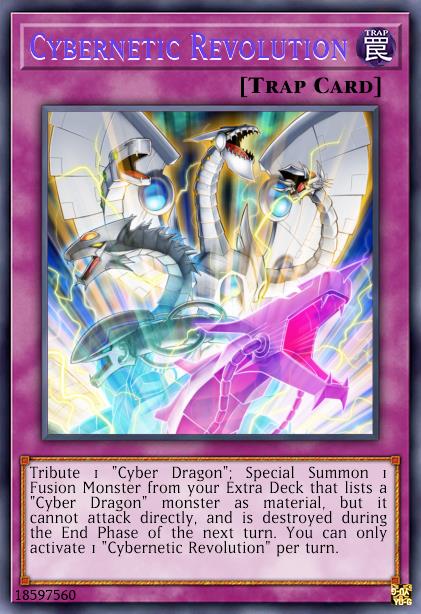 Cybernetic Revolution
TRAP
罠
[Trap Card]
Tribute 1 "Cyber Dragon"; Special Summon 1
Fusion Monster from your Extra Deck that lists a
"Cyber Dragon" monster as material, but it
cannot attack directly, and is destroyed during
the End Phase of the next turn. You can only
activate 1 "Cybernetic Revolution" per turn.
18597560